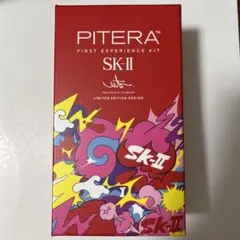 PITERA™
FIRST EXPERIENCE KIT
SK-II
LIMITED EDITION DESIGN
SK-II
SK-II